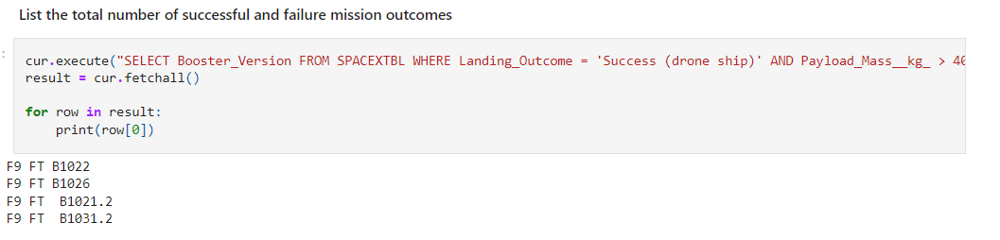 List the total number of successful and failure mission outcomes
:
cur.execute("SELECT Booster_Version FROM SPACEXTBL WHERE Landing_Outcome = 'Success (drone ship)' AND Payload_Mass__kg_ > 40
result = cur.fetchall()
for row in result:
    print(row[0])
F9 FT B1022
F9 FT B1026
F9 FT  B1021.2
F9 FT  B1031.2